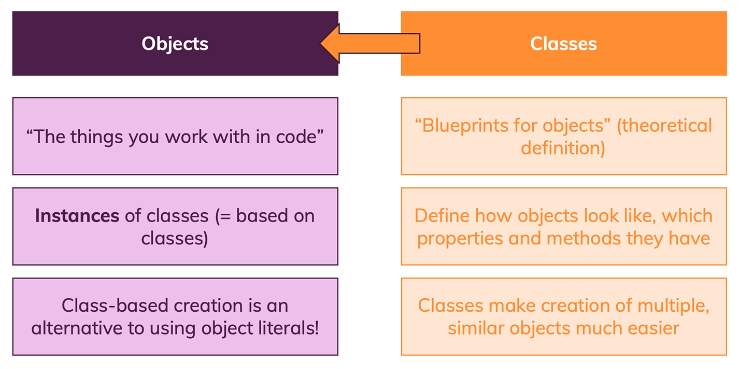 Objects
Classes
“The things you work with in code”
“Blueprints for objects” (theoretical
definition)
Instances of classes (= based on
classes)
Define how objects look like, which
properties and methods they have
Class-based creation is an
alternative to using object literals!
Classes make creation of multiple,
similar objects much easier